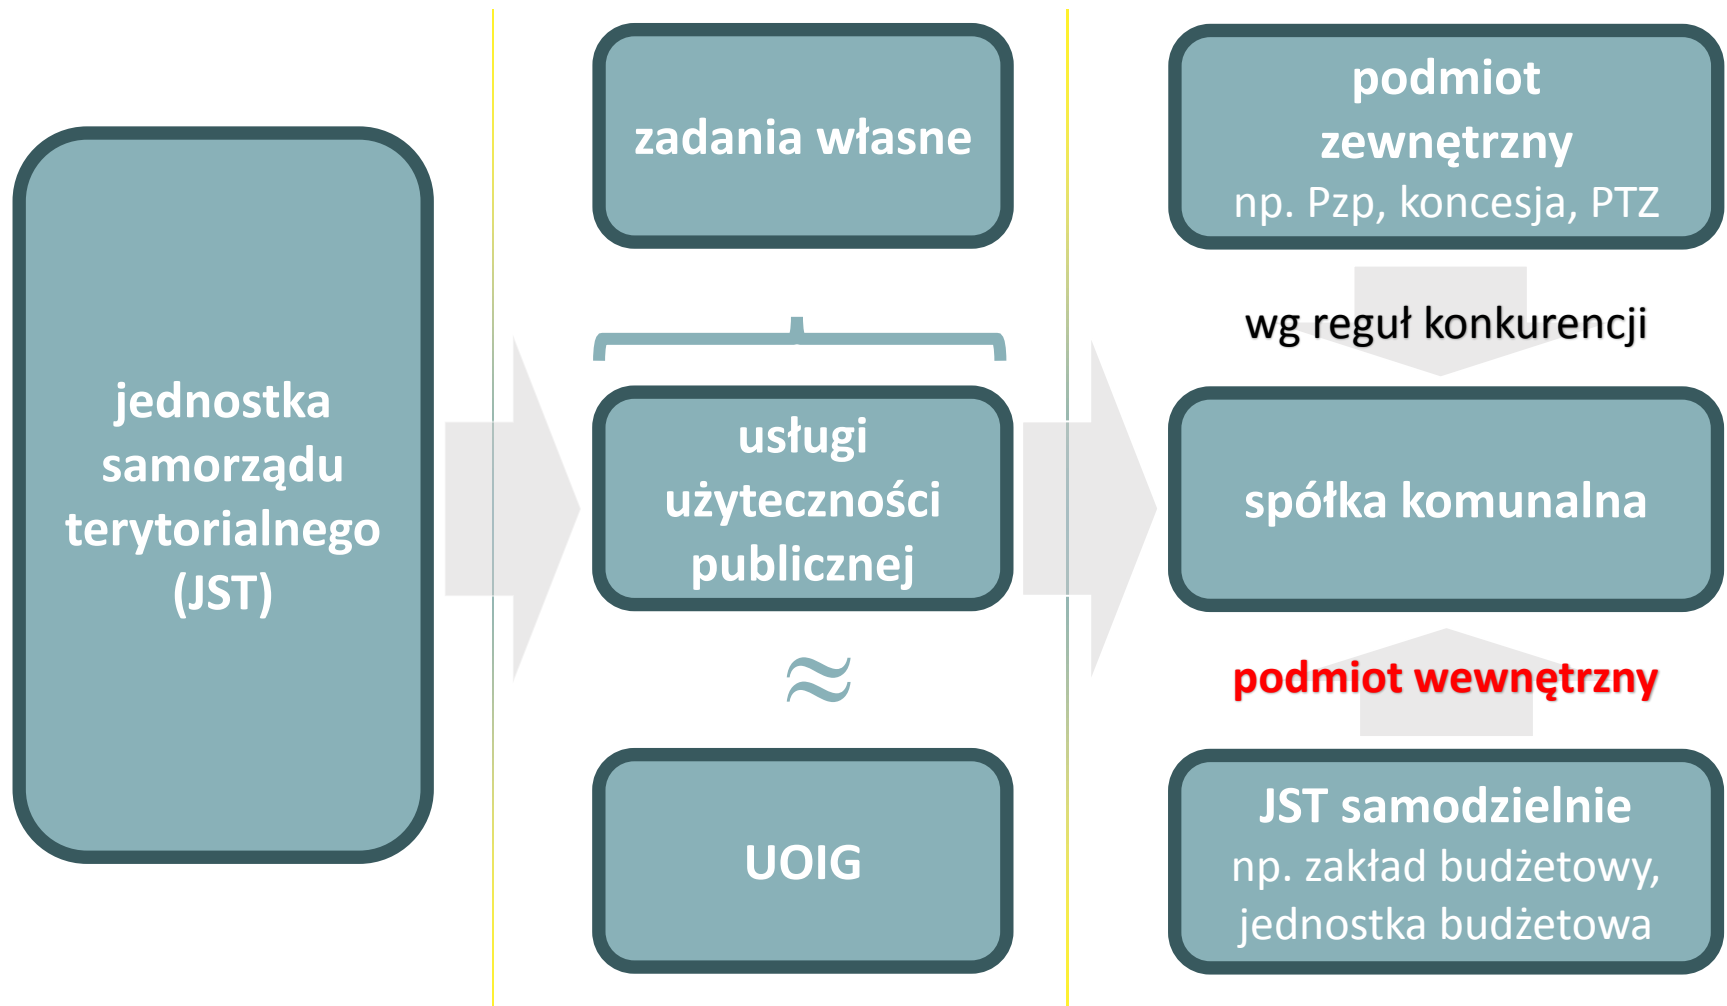 jednostka
samorządu
terytorialnego
(JST)
zadania własne
usługi
użyteczności
publicznej
≈
UOIG
podmiot
zewnętrzny
np. Pzp, koncesja, PTZ
wg reguł konkurencji
spółka komunalna
podmiot wewnętrzny
JST samodzielnie
np. zakład budżetowy,
jednostka budżetowa